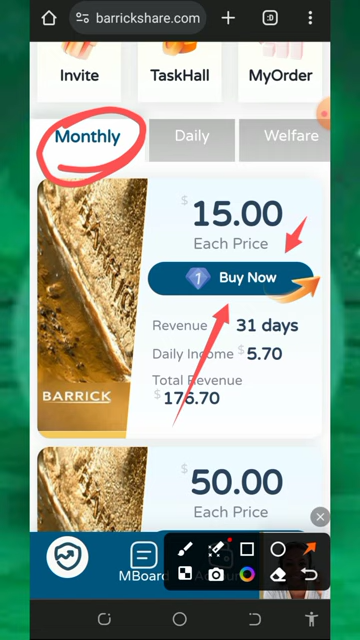 barrickshare.com
:D
Invite
TaskHall
MyOrder
Monthly
Daily
Welfare
$ 15.00
Each Price
1 Buy Now
Revenue 31 days
Daily Income $ 5.70
Total Revenue
$ 176.70
BARRICK
$ 50.00
Each Price
MBoard